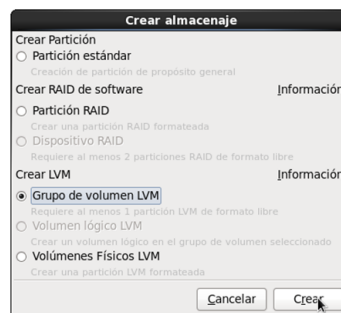 Crear almacenaje
Crear Partición
Partición estándar
Creación de partición de propósito general
Crear RAID de software Información
Partición RAID
Crear una partición RAID formateada
Dispositivo RAID
Requiere al menos 2 particiones RAID de formato libre
Crear LVM Información
Grupo de volumen LVM
Requiere al menos 1 partición LVM de formato libre
Volumen lógico LVM
Crear un volumen lógico en el grupo de volumen seleccionado
Volúmenes Físicos LVM
Crear una partición LVM formateada
Cancelar Crear